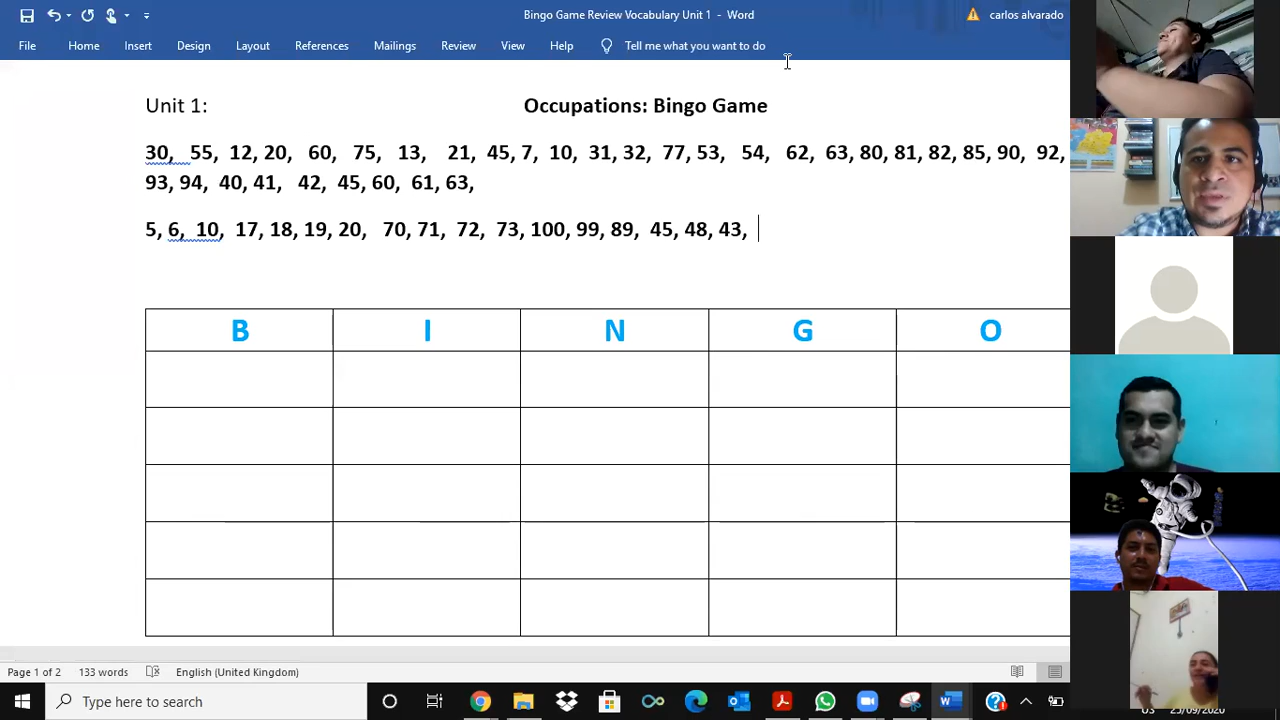 Bingo Game Review Vocabulary Unit 1 - Word
carlos alvarado
File Home Insert Design Layout References Mailings Review View Help Tell me what you want to do
Unit 1: Occupations: Bingo Game
30, 55, 12, 20, 60, 75, 13, 21, 45, 7, 10, 31, 32, 77, 53, 54, 62, 63, 80, 81, 82, 85, 90, 92,
93, 94, 40, 41, 42, 45, 60, 61, 63,
5, 6, 10, 17, 18, 19, 20, 70, 71, 72, 73, 100, 99, 89, 45, 48, 43,
B I N G O
Page 1 of 2 133 words English (United Kingdom)
Type here to search
US 25/09/2020